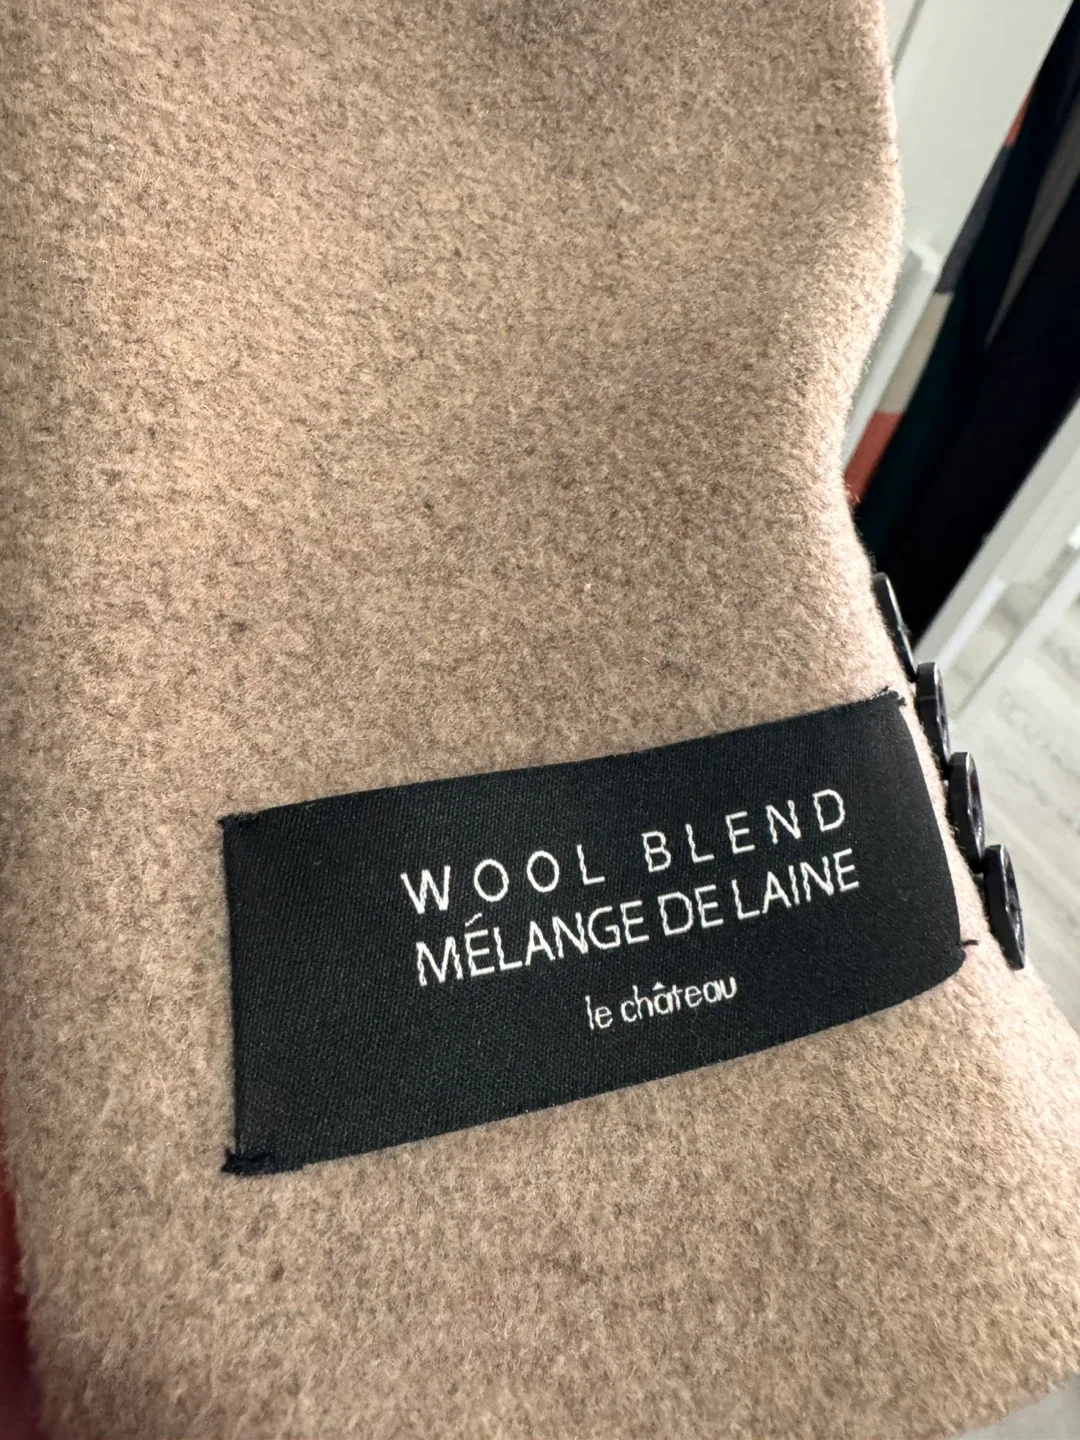 WOOL BLEND
MÉLANGE DE LAINE
le château